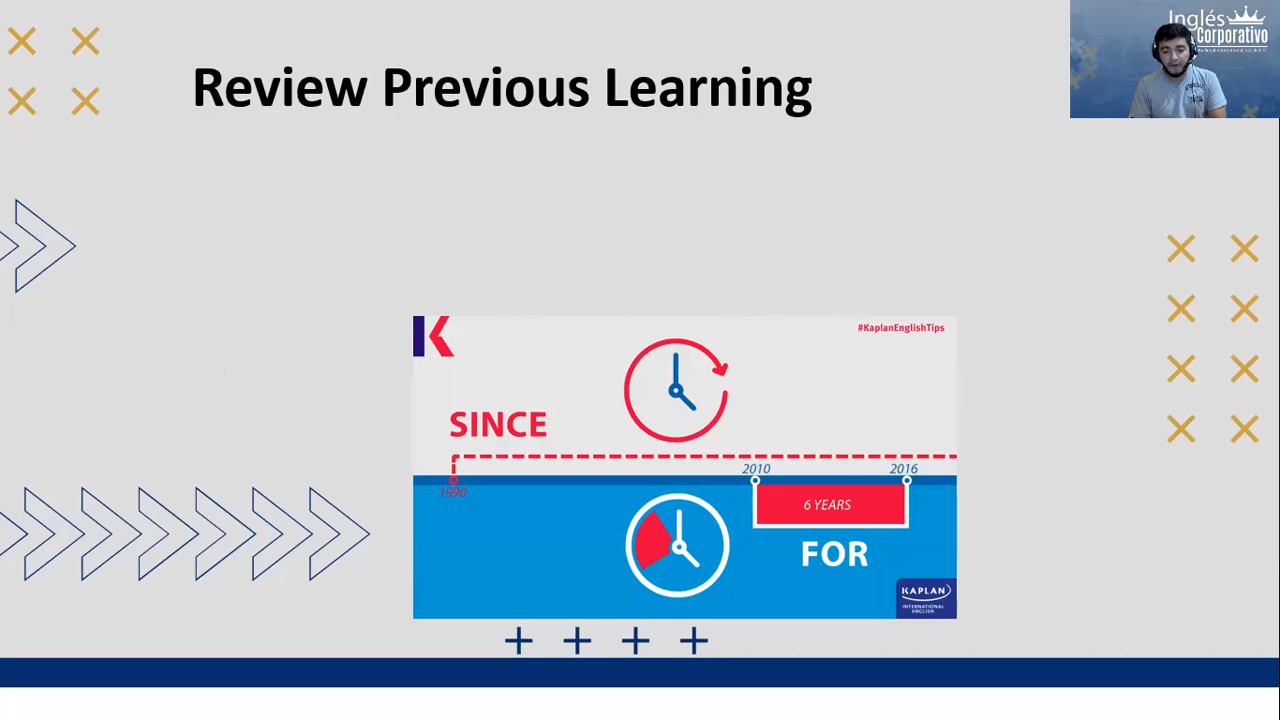 Review Previous Learning
Inglés
Corporativo
#KaplanEnglishTips
SINCE
2010
2016
1990
6 YEARS
FOR
KAPLAN
INTERNATIONAL
ENGLISH